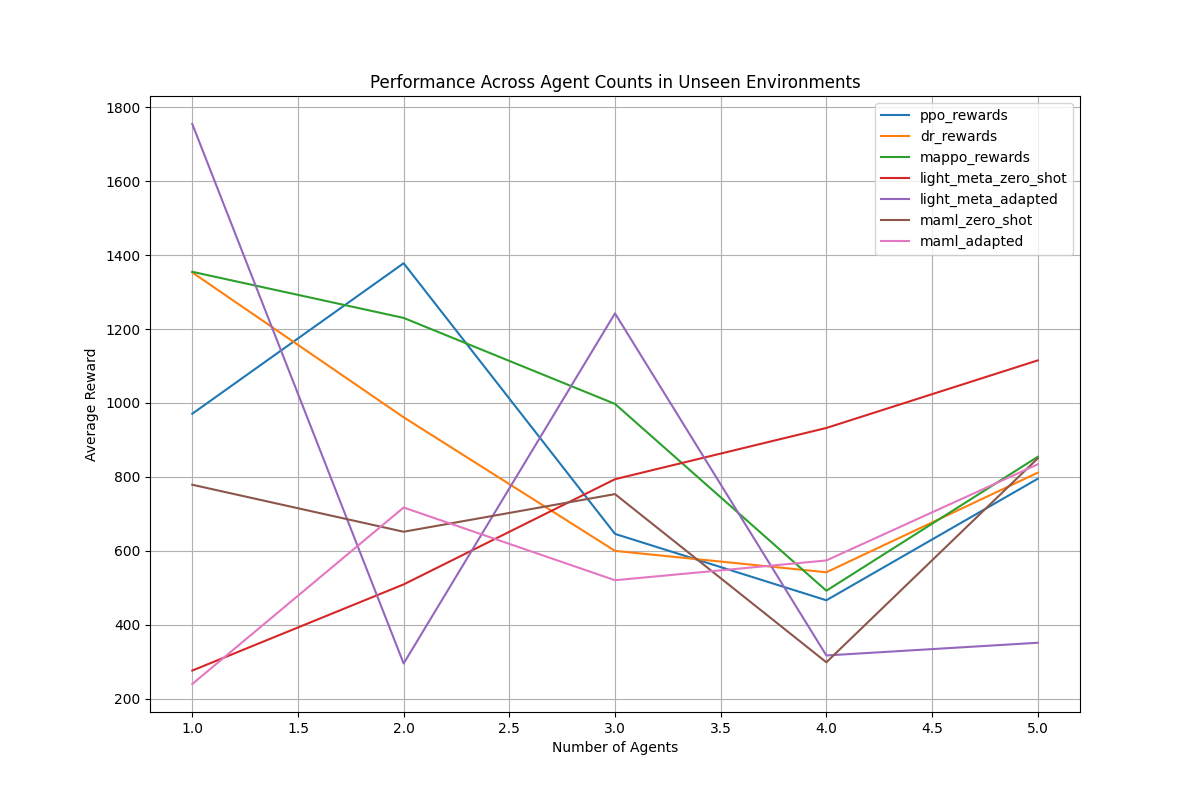 Performance Across Agent Counts in Unseen Environments
1800
1600
1400
1200
1000
800
600
400
200
Average Reward
ppo_rewards
dr_rewards
mappo_rewards
light_meta_zero_shot
light_meta_adapted
maml_zero_shot
maml_adapted
1.0 1.5 2.0 2.5 3.0 3.5 4.0 4.5 5.0
Number of Agents